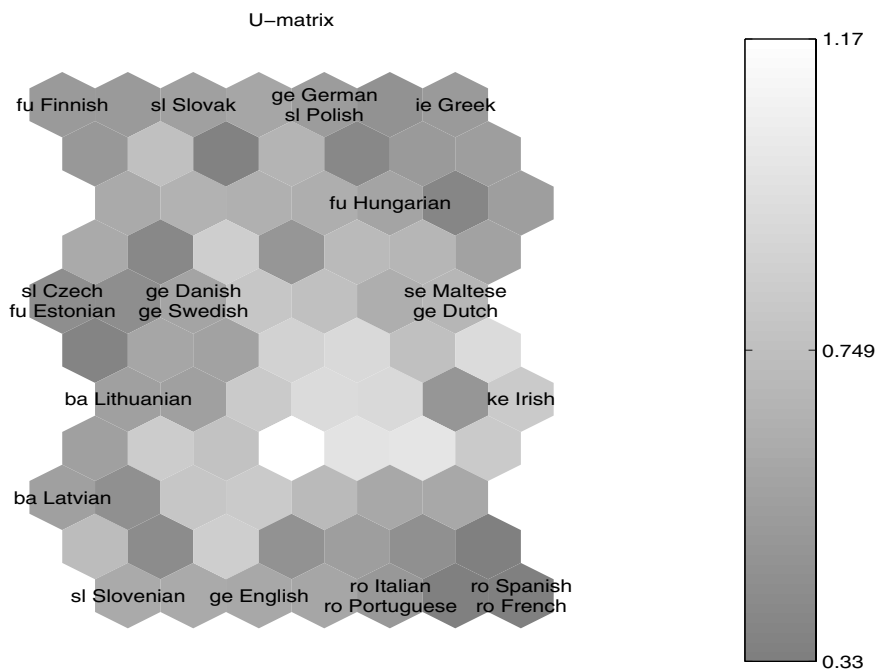 U-matrix
1.17
fu Finnish
sl Slovak
ge German
sl Polish
ie Greek
fu Hungarian
sl Czech
fu Estonian
ge Danish
ge Swedish
se Maltese
ge Dutch
0.749
ba Lithuanian
ke Irish
ba Latvian
sl Slovenian
ge English
ro Italian
ro Portuguese
ro Spanish
ro French
0.33